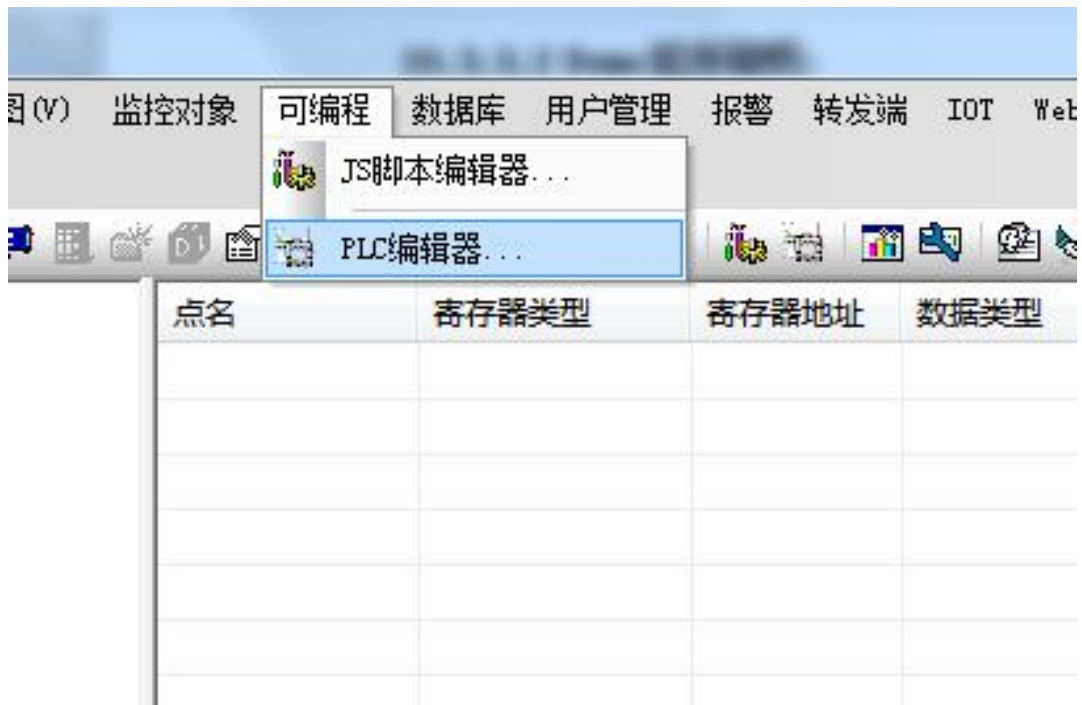 图(V) 监控对象 可编程 数据库 用户管理 报警 转发端 IOT Web
JS脚本编辑器...
PLC编辑器...
点名 寄存器类型 寄存器地址 数据类型